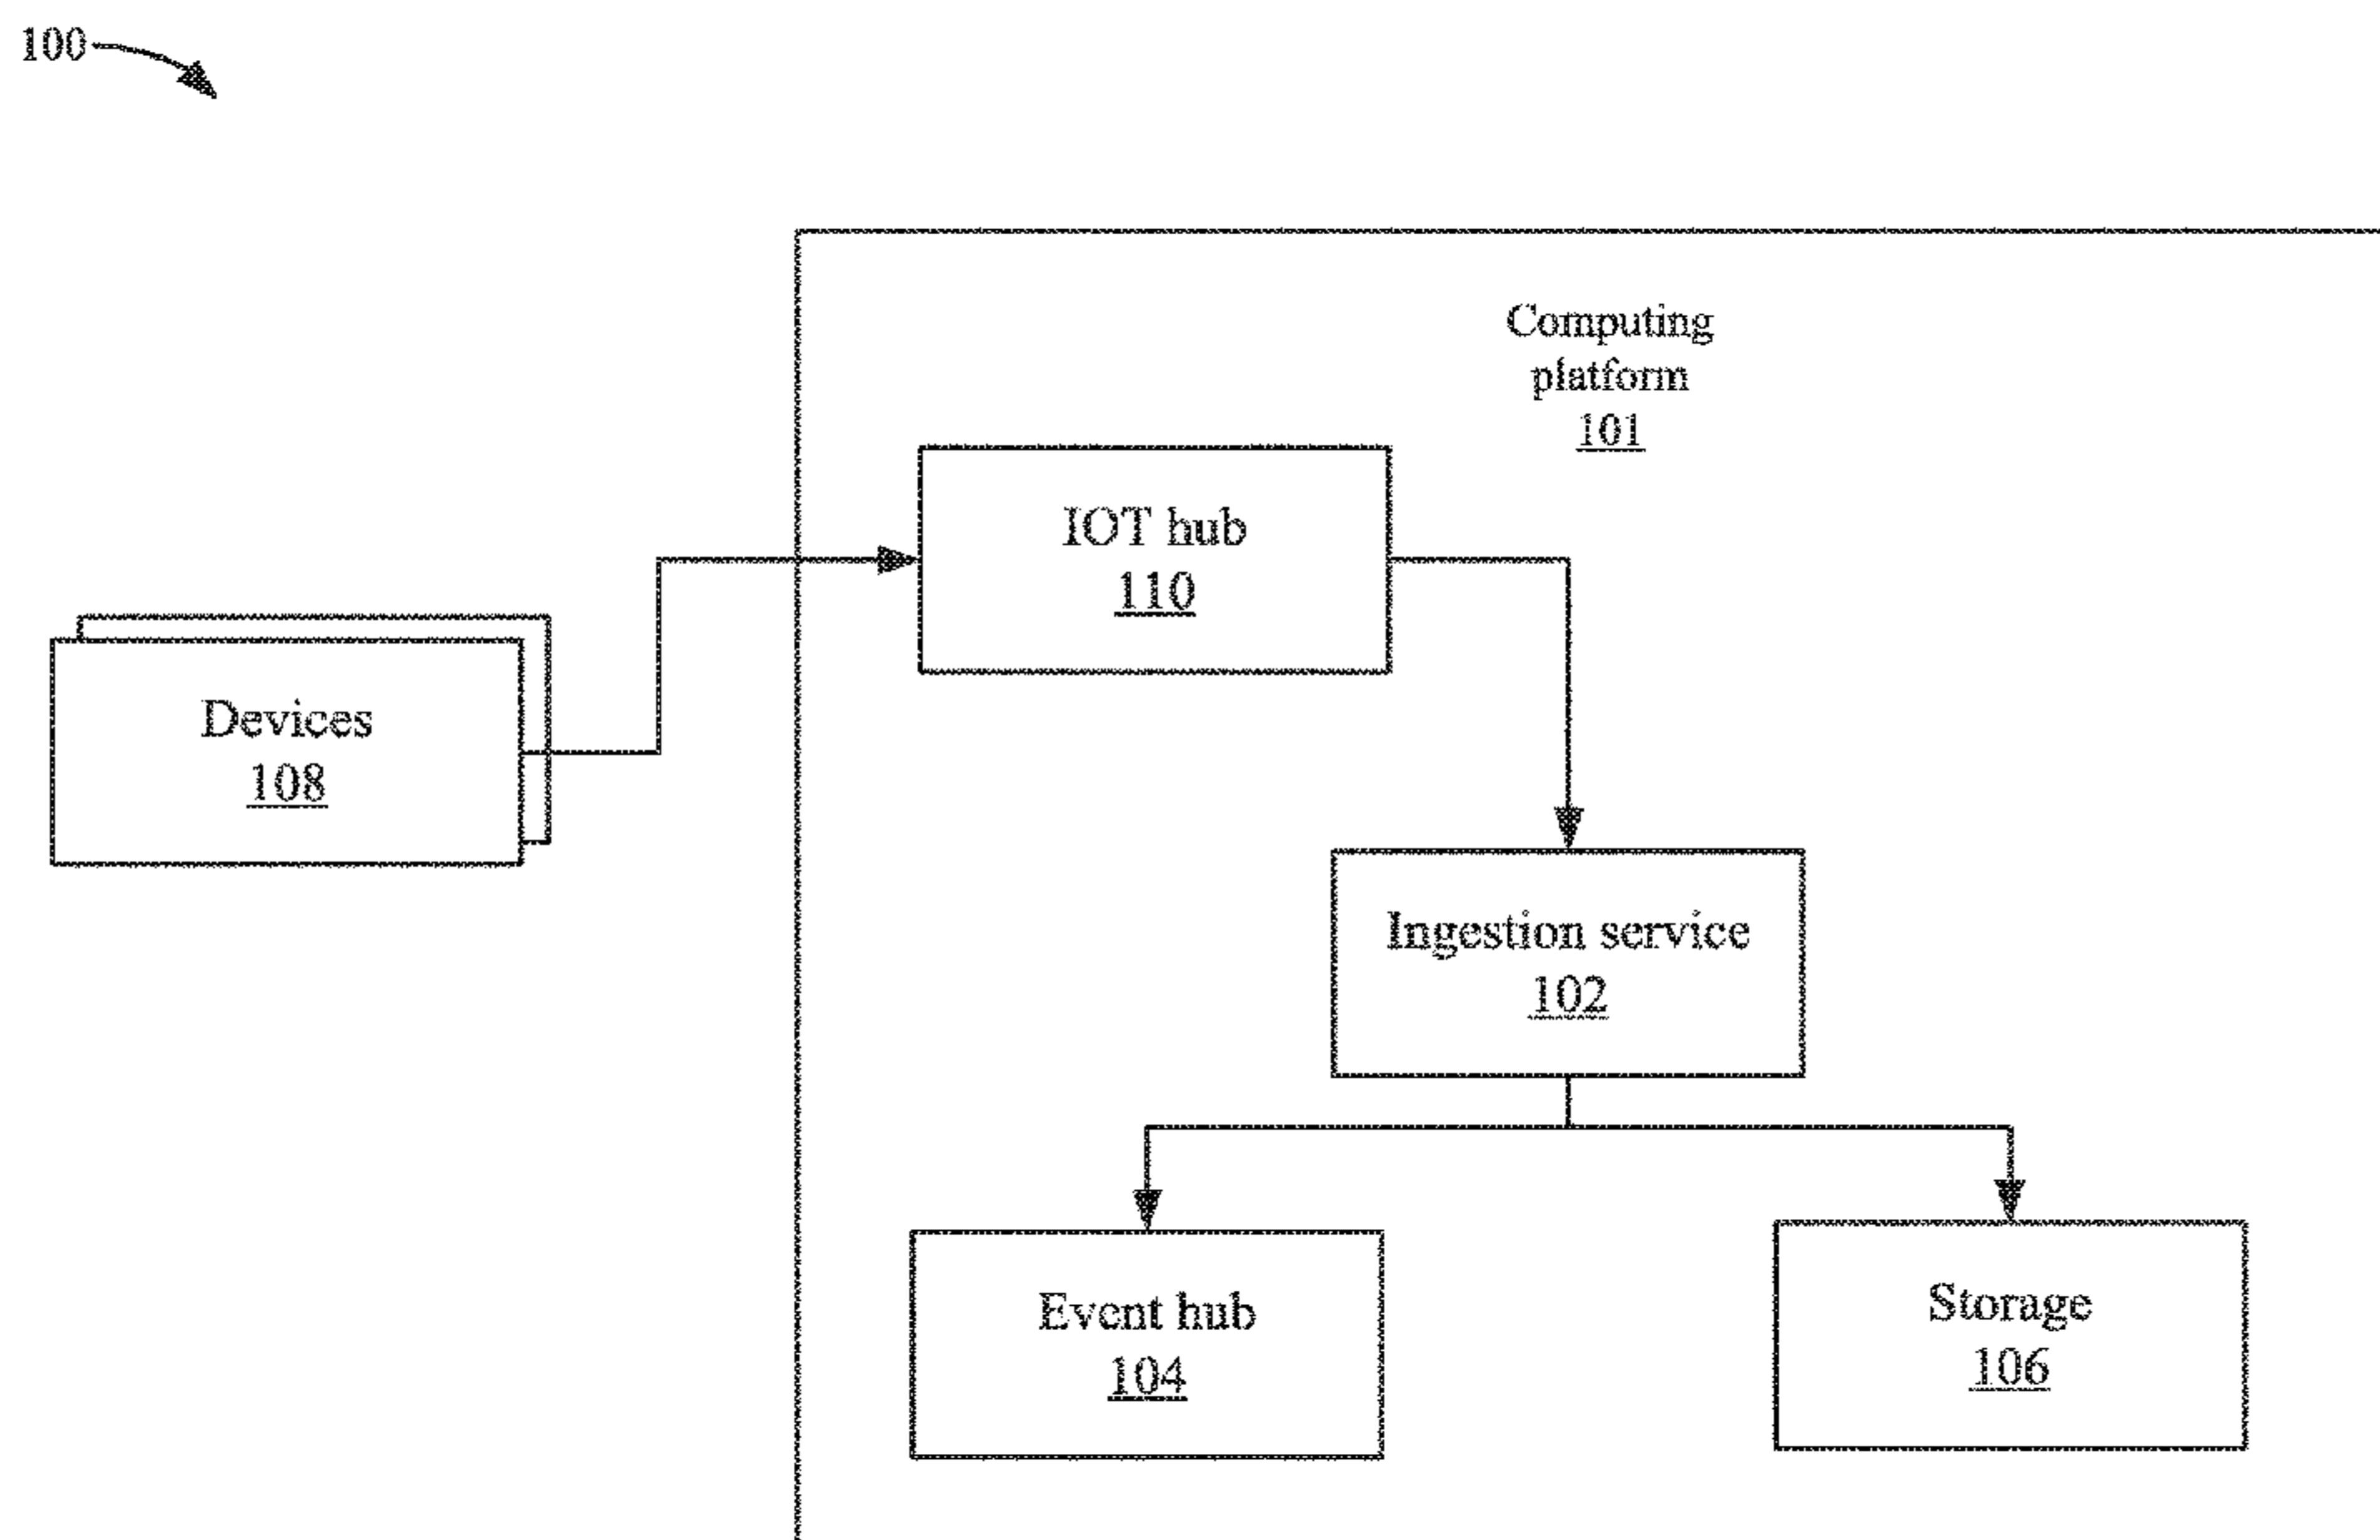 100
Computing
platform
101
IOT hub
110
Devices
108
Ingestion service
102
Event hub
104
Storage
106